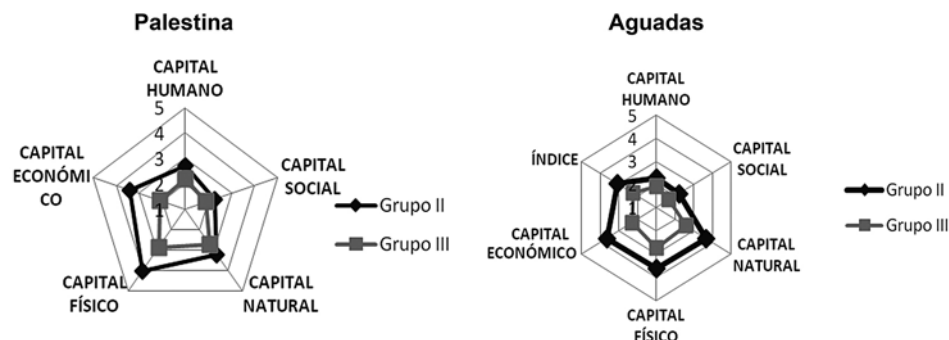 Palestina
CAPITAL
HUMANO
5
4
3
2
1
CAPITAL
SOCIAL
CAPITAL
NATURAL
CAPITAL
FÍSICO
CAPITAL
ECONÓMI
CO
Grupo II
Grupo III
Aguadas
CAPITAL
HUMANO
5
4
3
2
1
CAPITAL
SOCIAL
CAPITAL
NATURAL
CAPITAL
FÍSICO
CAPITAL
ECONÓMICO
ÍNDICE
Grupo II
Grupo III